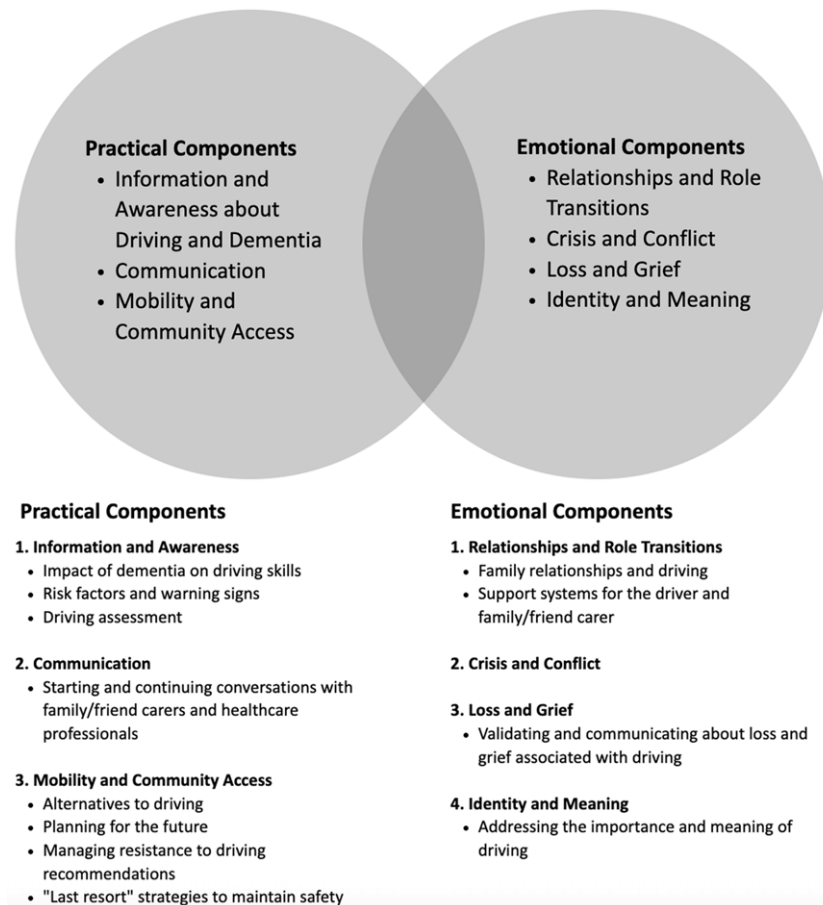 Practical Components
• Information and
Awareness about
Driving and Dementia
• Communication
• Mobility and
Community Access
Emotional Components
• Relationships and Role
Transitions
• Crisis and Conflict
• Loss and Grief
• Identity and Meaning
Practical Components
1. Information and Awareness
• Impact of dementia on driving skills
• Risk factors and warning signs
• Driving assessment
2. Communication
• Starting and continuing conversations with
family/friend carers and healthcare
professionals
3. Mobility and Community Access
• Alternatives to driving
• Planning for the future
• Managing resistance to driving
recommendations
• "Last resort" strategies to maintain safety
Emotional Components
1. Relationships and Role Transitions
• Family relationships and driving
• Support systems for the driver and
family/friend carer
2. Crisis and Conflict
3. Loss and Grief
• Validating and communicating about loss and
grief associated with driving
4. Identity and Meaning
• Addressing the importance and meaning of
driving